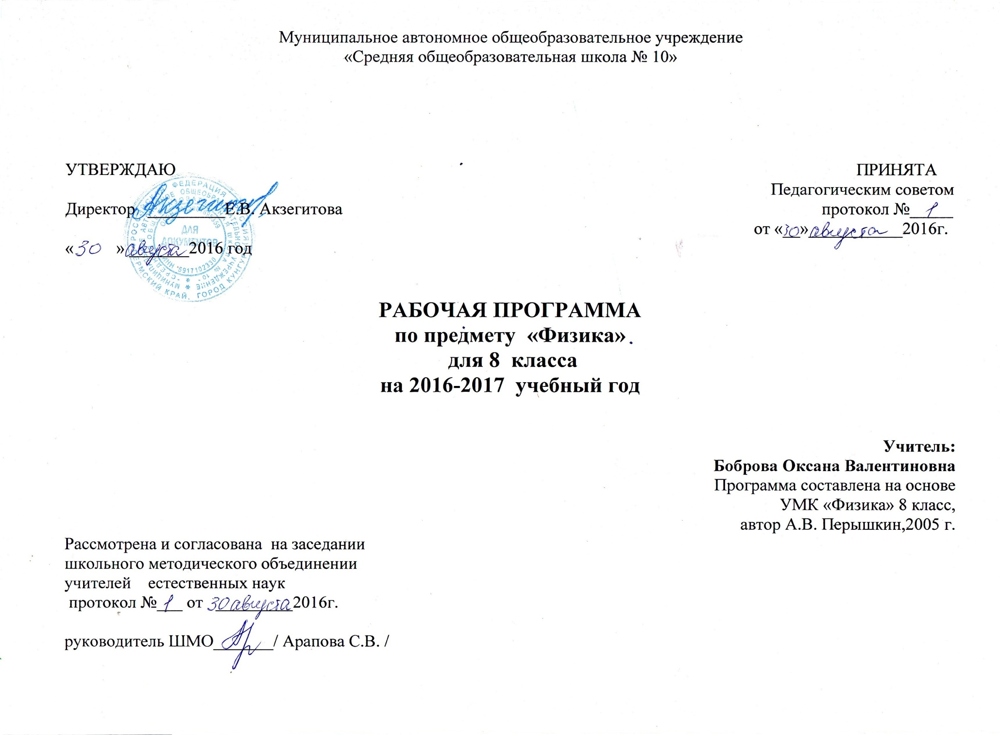 Муниципальное автономное общеобразовательное учреждение
«Средняя общеобразовательная школа № 10»
УТВЕРЖДАЮ
Директор Е.В. Акзегитова
«30» августа 2016 год
ФЕДЕРАЦИЯ
ПЕРМСКИЙ КРАЙ, ГОРОД КУНГУР
ДЛЯ
ДОКУМЕНТОВ
ИНН 5917102330
ПРИНЯТА
Педагогическим советом
протокол № 1
от «30» августа 2016г.
РАБОЧАЯ ПРОГРАММА
по предмету «Физика»
для 8 класса
на 2016-2017 учебный год
Учитель:
Боброва Оксана Валентиновна
Программа составлена на основе
УМК «Физика» 8 класс,
автор А.В. Перышкин,2005 г.
Рассмотрена и согласована на заседании
школьного методического объединении
учителей естественных наук
протокол № 1 от 30 августа 2016г.
руководитель ШМО / Арапова С.В. /